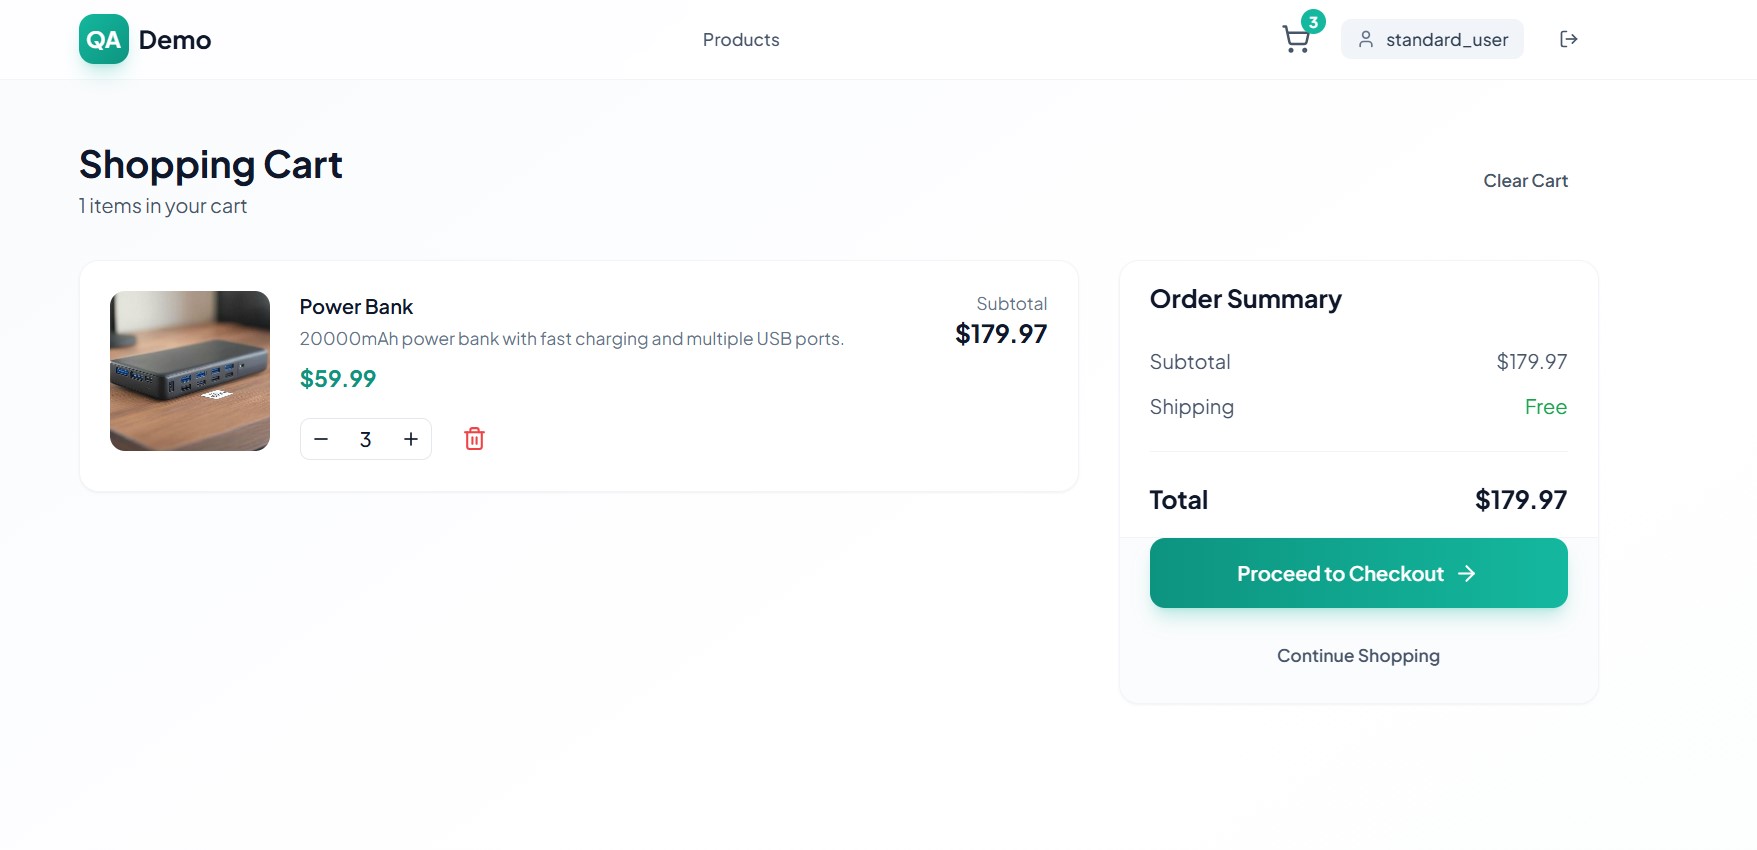 QA Demo
Products
3
standard_user
Shopping Cart
1 items in your cart
Clear Cart
Power Bank
20000mAh power bank with fast charging and multiple USB ports.
$59.99
3
Subtotal
$179.97
Order Summary
Subtotal $179.97
Shipping Free
Total $179.97
Proceed to Checkout →
Continue Shopping